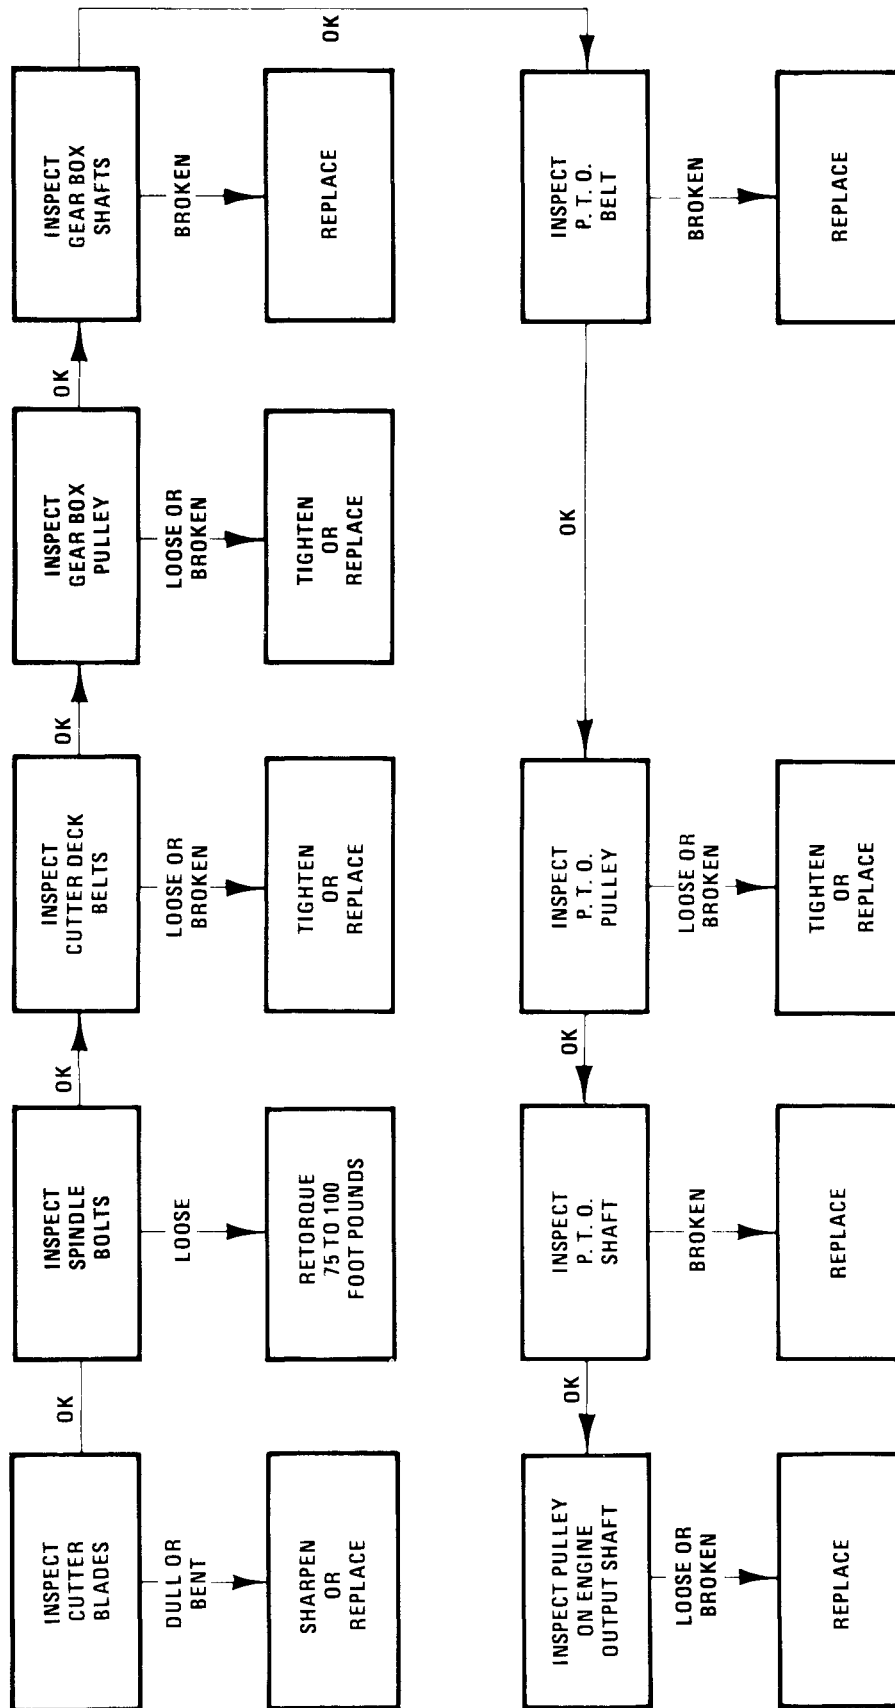 INSPECT
CUTTER
BLADES
OK
INSPECT
SPINDLE
BOLTS
OK
INSPECT
CUTTER DECK
BELTS
OK
INSPECT
GEAR BOX
PULLEY
OK
INSPECT
GEAR BOX
SHAFTS
OK
DULL OR
BENT
LOOSE
LOOSE OR
BROKEN
LOOSE OR
BROKEN
BROKEN
SHARPEN
OR
REPLACE
RETORQUE
75 TO 100
FOOT POUNDS
TIGHTEN
OR
REPLACE
TIGHTEN
OR
REPLACE
REPLACE
INSPECT PULLEY
ON ENGINE
OUTPUT SHAFT
OK
INSPECT
P. T. O.
SHAFT
OK
INSPECT
P. T. O.
PULLEY
OK
INSPECT
P. T. O.
BELT
LOOSE OR
BROKEN
BROKEN
LOOSE OR
BROKEN
BROKEN
REPLACE
REPLACE
TIGHTEN
OR
REPLACE
REPLACE